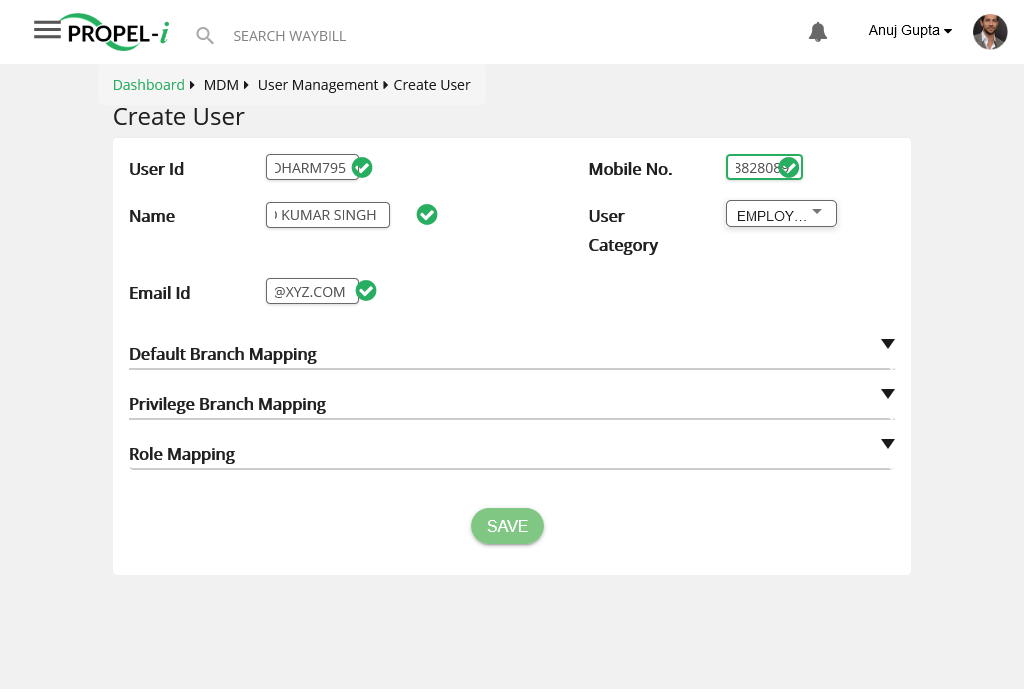 PROPEL-i
SEARCH WAYBILL
Anuj Gupta
Dashboard MDM User Management Create User
Create User
User Id
DHARM795
Mobile No.
Name
KUMAR SINGH
User Category
EMPLOY...
Email Id
@XYZ.COM
Default Branch Mapping
Privilege Branch Mapping
Role Mapping
SAVE